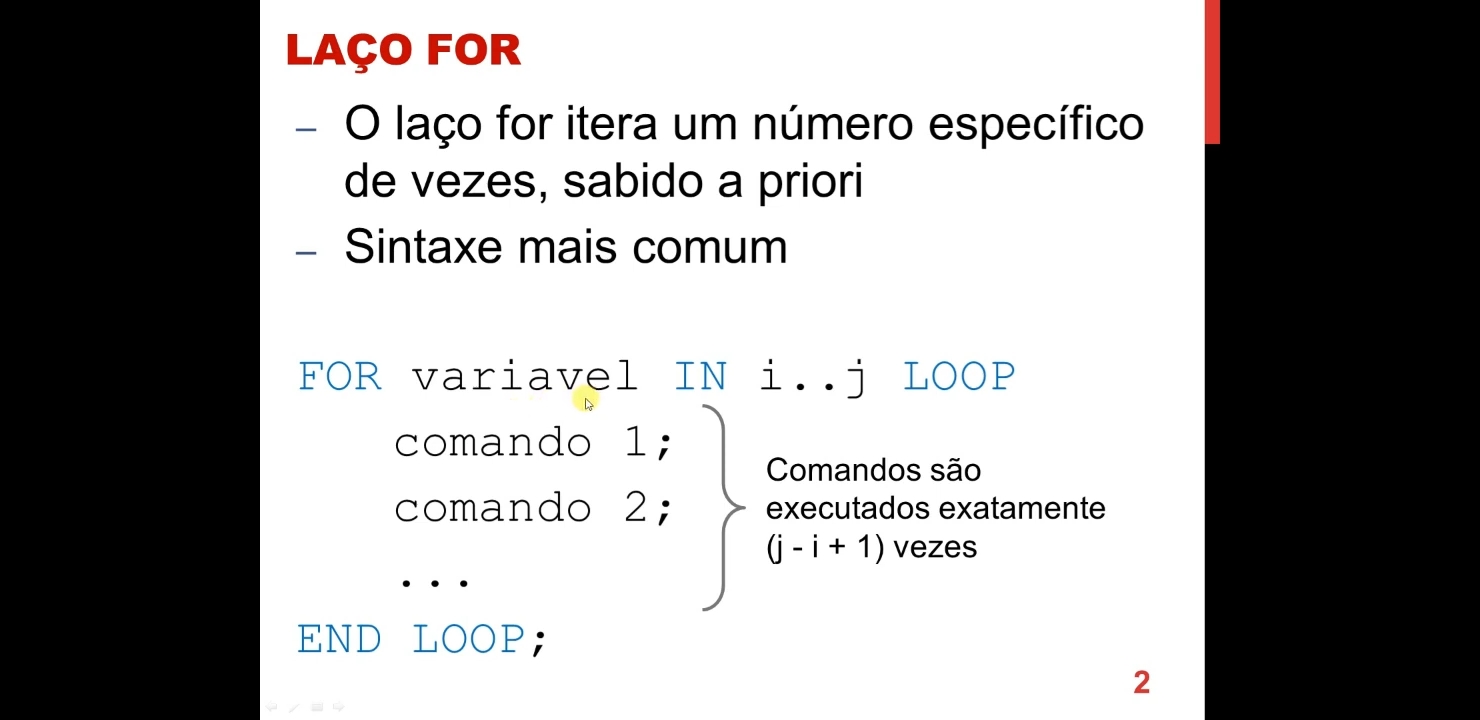 LAÇO FOR
– O laço for itera um número específico
de vezes, sabido a priori
– Sintaxe mais comum
FOR variavel IN i..j LOOP
comando 1;
comando 2;
...
END LOOP;
Comandos são
executados exatamente
(j - i + 1) vezes
2